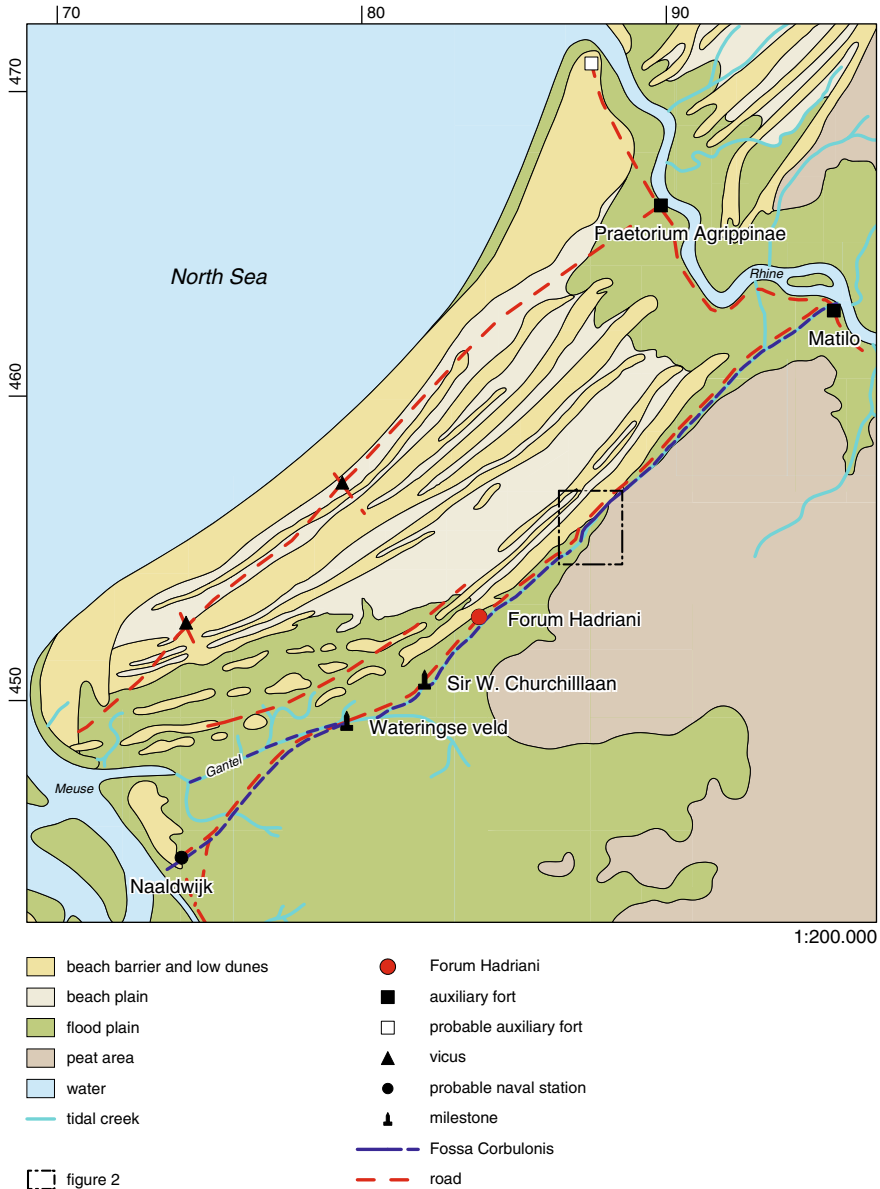 70 80 90
470
460
450
North Sea
Praetorium Agrippinae
Rhine
Matilo
Forum Hadriani
Sir W. Churchilllaan
Wateringse veld
Gantel
Meuse
Naaldwijk
1:200.000
beach barrier and low dunes
beach plain
flood plain
peat area
water
tidal creek
figure 2
Forum Hadriani
auxiliary fort
probable auxiliary fort
vicus
probable naval station
milestone
Fossa Corbulonis
road